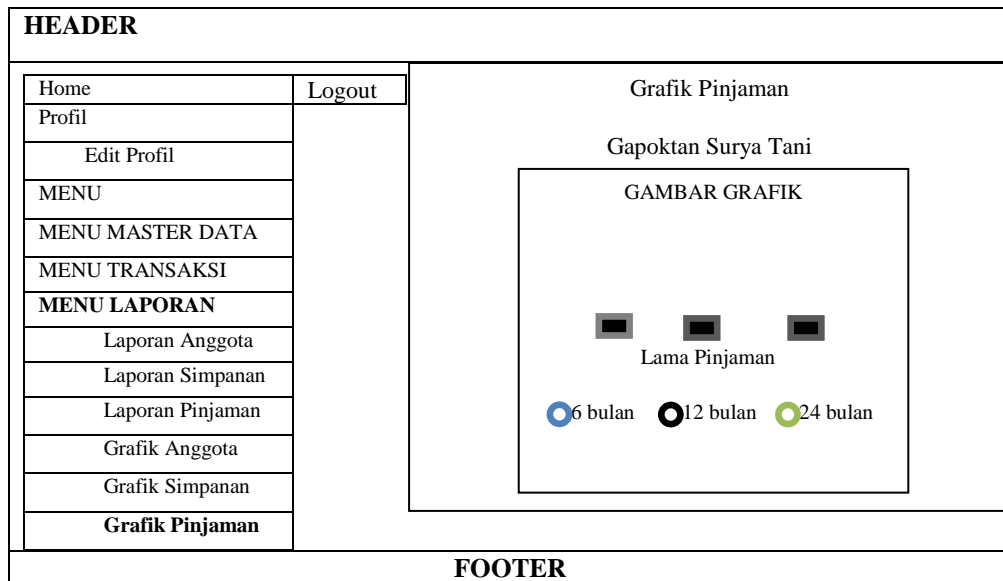 HEADER
Home
Logout
Profil
Edit Profil
MENU
MENU MASTER DATA
MENU TRANSAKSI
MENU LAPORAN
Laporan Anggota
Laporan Simpanan
Laporan Pinjaman
Grafik Anggota
Grafik Simpanan
Grafik Pinjaman
Grafik Pinjaman
Gapoktan Surya Tani
GAMBAR GRAFIK
Lama Pinjaman
6 bulan 12 bulan 24 bulan
FOOTER